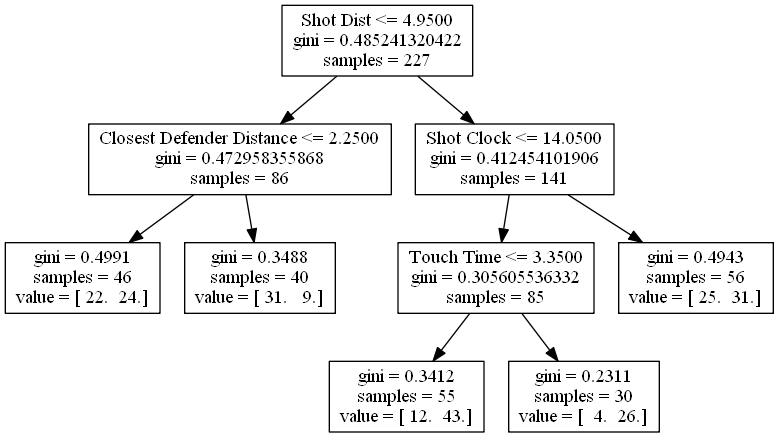 Shot Dist <= 4.9500
gini = 0.485241320422
samples = 227
Closest Defender Distance <= 2.2500
gini = 0.472958355868
samples = 86
Shot Clock <= 14.0500
gini = 0.412454101906
samples = 141
gini = 0.4991
samples = 46
value = [ 22.  24.]
gini = 0.3488
samples = 40
value = [ 31.   9.]
Touch Time <= 3.3500
gini = 0.305605536332
samples = 85
gini = 0.4943
samples = 56
value = [ 25.  31.]
gini = 0.3412
samples = 55
value = [ 12.  43.]
gini = 0.2311
samples = 30
value = [  4.  26.]